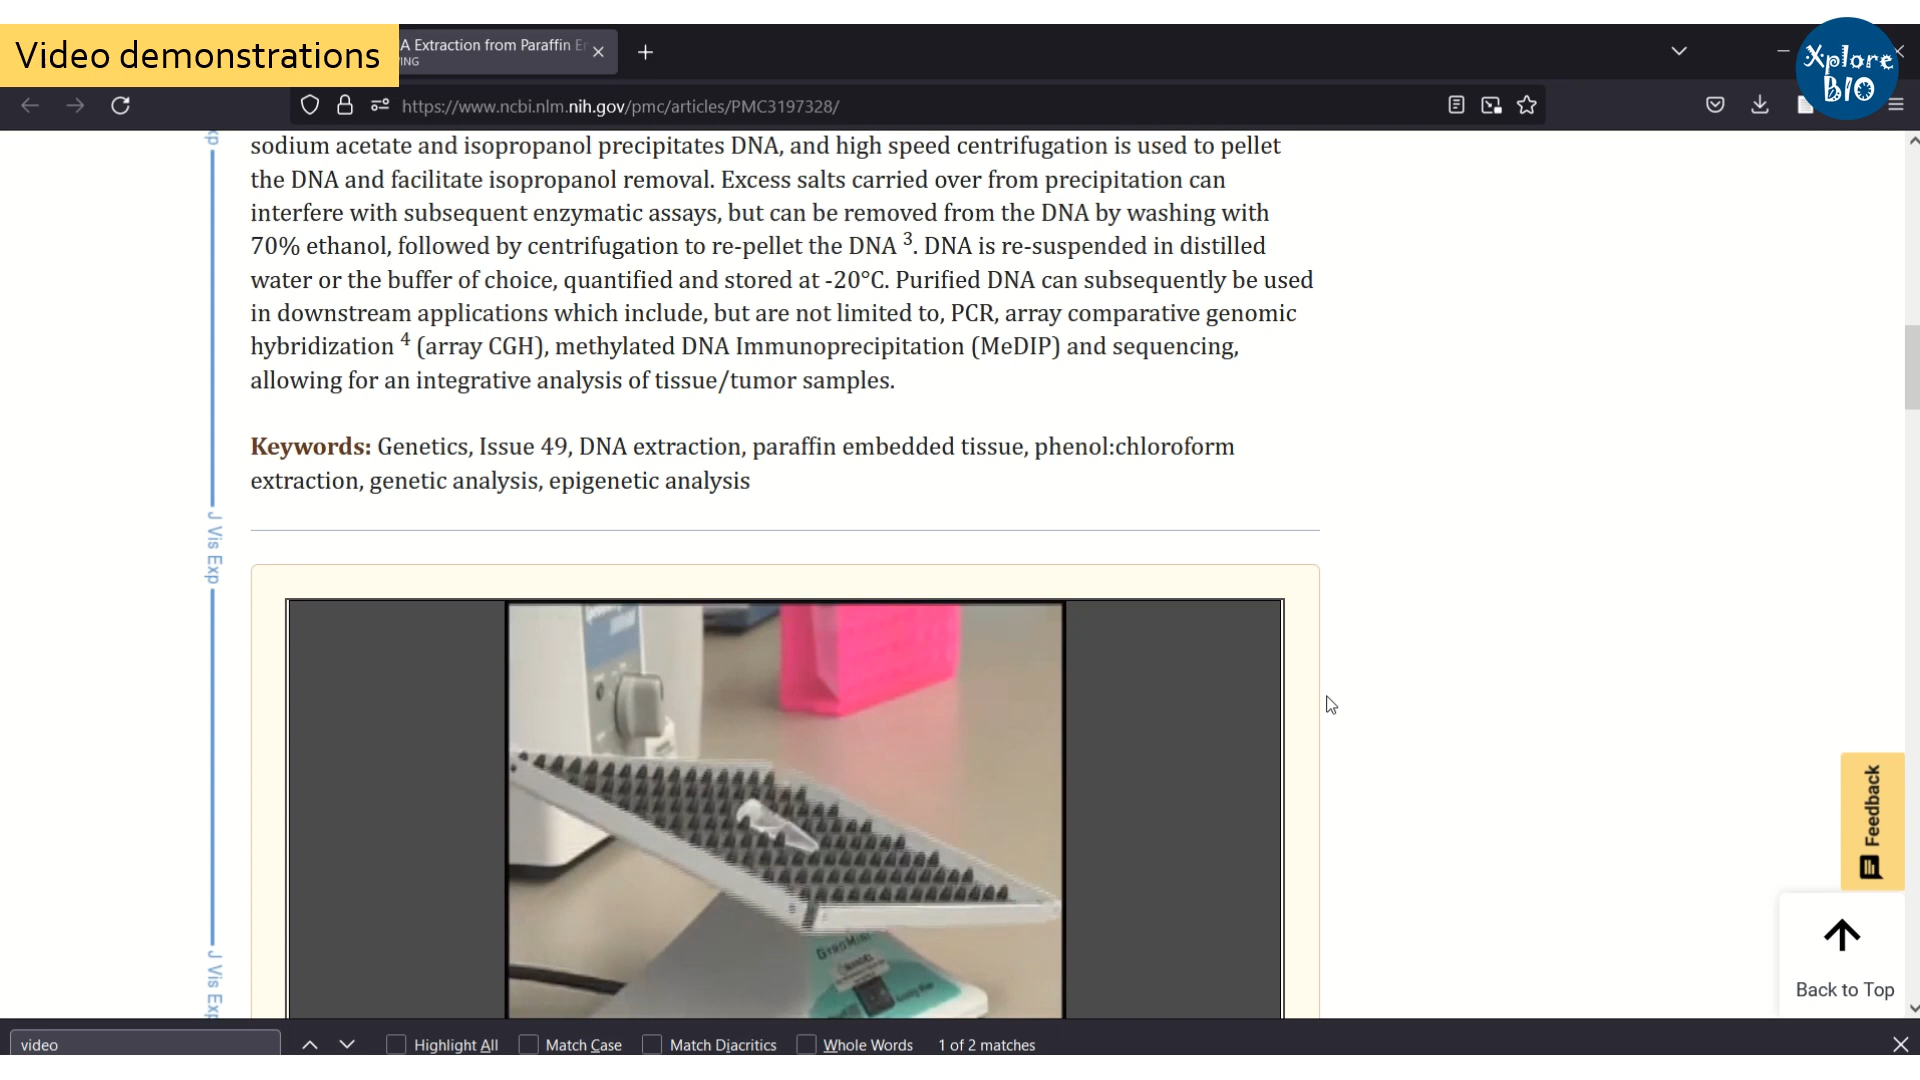 Video demonstrations
A Extraction from Paraffin E
ING
Xplore
BIO
https://www.ncbi.nlm.nih.gov/pmc/articles/PMC3197328/
sodium acetate and isopropanol precipitates DNA, and high speed centrifugation is used to pellet
the DNA and facilitate isopropanol removal. Excess salts carried over from precipitation can
interfere with subsequent enzymatic assays, but can be removed from the DNA by washing with
70% ethanol, followed by centrifugation to re-pellet the DNA 3. DNA is re-suspended in distilled
water or the buffer of choice, quantified and stored at -20°C. Purified DNA can subsequently be used
in downstream applications which include, but are not limited to, PCR, array comparative genomic
hybridization 4 (array CGH), methylated DNA Immunoprecipitation (MeDIP) and sequencing,
allowing for an integrative analysis of tissue/tumor samples.
Keywords: Genetics, Issue 49, DNA extraction, paraffin embedded tissue, phenol:chloroform
extraction, genetic analysis, epigenetic analysis
xp
J Vis Exp
J Vis Exp
GyroMini
Feedback
Back to Top
video
Highlight All
Match Case
Match Diacritics
Whole Words
1 of 2 matches